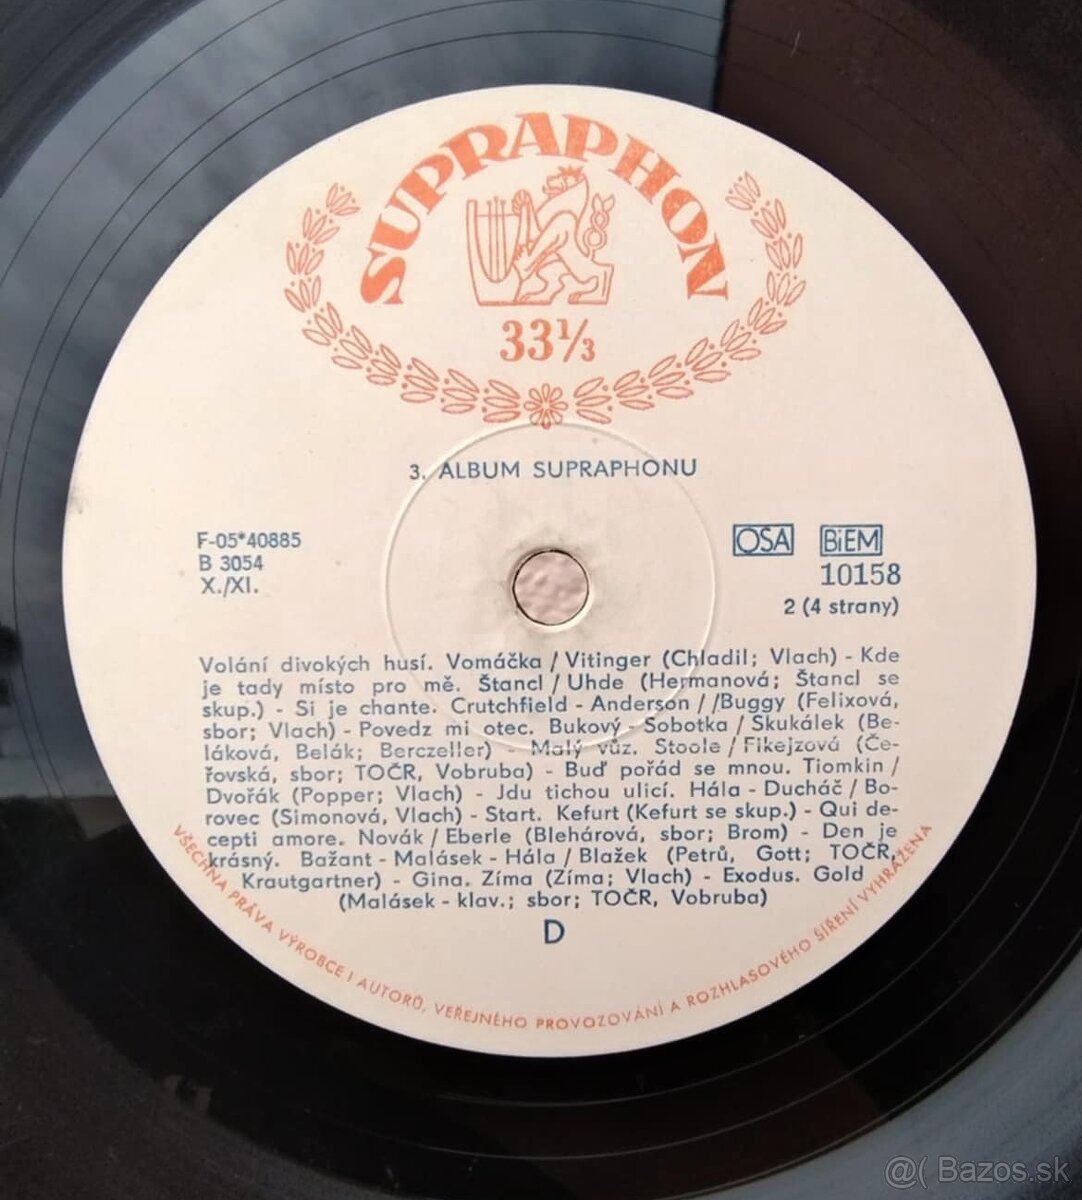 SUPRAPHON
33⅓
3. ALBUM SUPRAPHONU
F-05*40885
B 3054
X./XI.
OSA BIEM
10158
2 (4 strany)
Volání divokých husí. Vomáčka / Vitinger (Chladil; Vlach) - Kde
je tady místo pro mě. Štancl / Uhde (Hermanová; Štancl se
skup.) - Si je chante. Crutchfield - Anderson / /Buggy (Felixová,
sbor; Vlach) - Povedz mi otec. Bukový - Sobotka / Skukálek (Be-
láková, Belák; Berczeller) - Malý vůz. Stoole / Fikejzová (Če-
řovská, sbor; TOČR, Vobruba) - Buď pořád se mnou. Tiomkin /
Dvořák (Popper; Vlach) - Jdu tichou ulicí. Hála - Ducháč / Bo-
rovec (Simonová, Vlach) - Start. Kefurt (Kefurt se skup.) - Qui de-
cepti amore. Novák / Eberle (Blehárová, sbor; Brom) - Den je
krásný. Bažant - Malásek - Hála / Blažek (Petrů, Gott; TOČR,
Krautgartner) - Gina. Zíma (Zíma; Vlach) - Exodus. Gold
(Malásek - klav.; sbor; TOČR, Vobruba)
D
VŠECHNA PRÁVA VÝROBCE I AUTORŮ, VEŘEJNÉHO PROVOZOVÁNÍ A ROZHLASOVÉHO ŠÍŘENÍ VYHRAŽENA
@( Bazos.sk